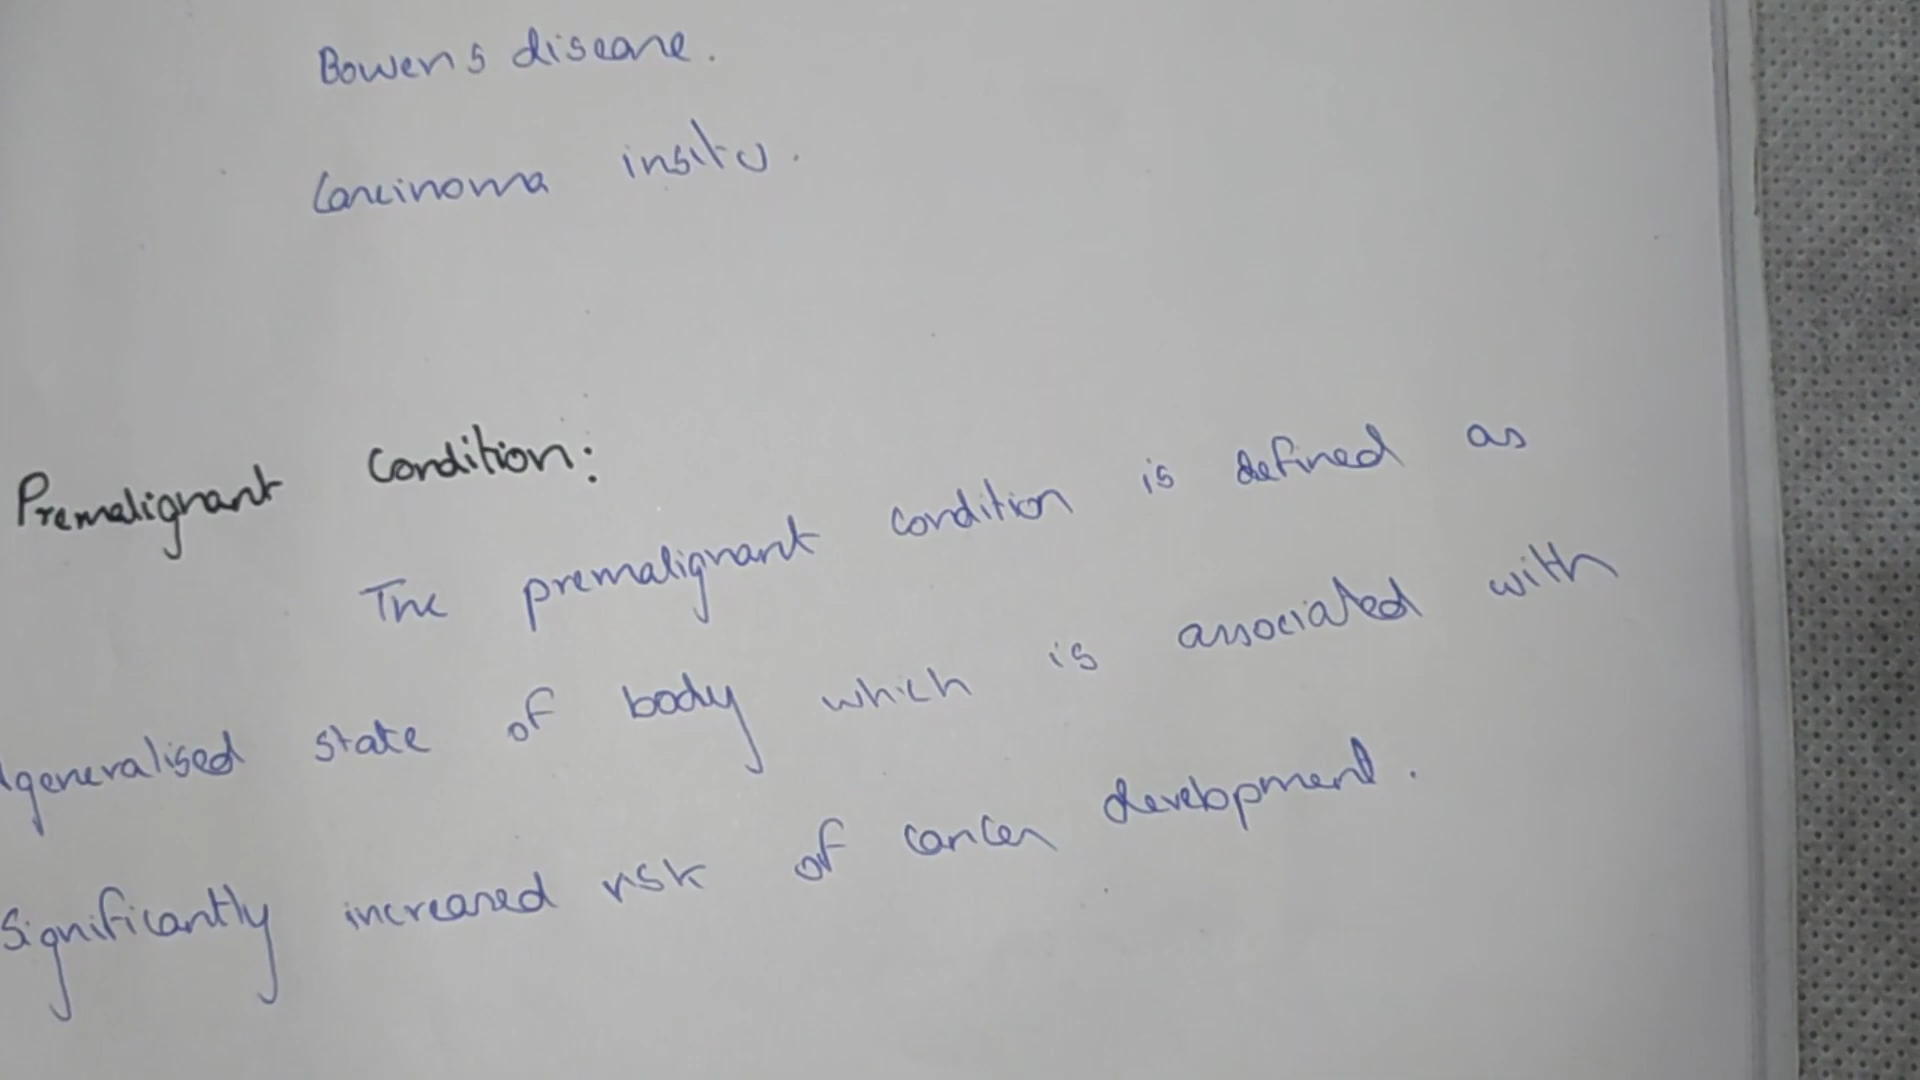 Bowens disease.
Carcinoma insitu.
Premalignant Condition:
The premalignant condition is defined as
generalised state of body which is associated with
Significantly increased risk of cancer development.